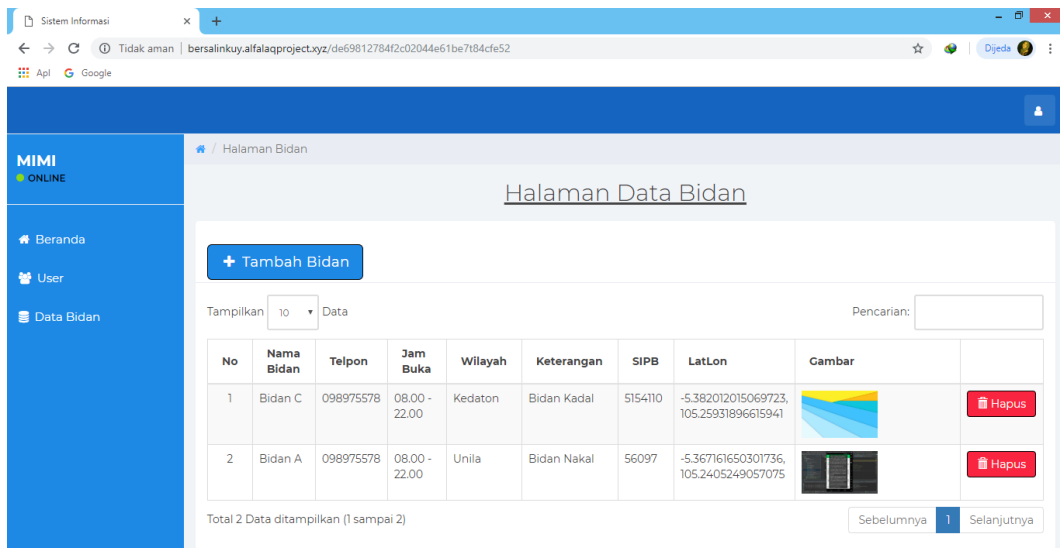 Sistem Informasi
Tidak aman | bersalinkuy.alfalaqproject.xyz/de69812784f2c02044e61be7t84cfe52
Dijeda
Apl Google
MIMI
ONLINE
Beranda
User
Data Bidan
/ Halaman Bidan
Halaman Data Bidan
+ Tambah Bidan
Tampilkan 10 Data Pencarian:
No Nama Bidan Telpon Jam Buka Wilayah Keterangan SIPB LatLon Gambar
1 Bidan C 098975578 08.00 - 22.00 Kedaton Bidan Kadal 5154110 -5.382012015069723, 105.25931896615941 Hapus
2 Bidan A 098975578 08.00 - 22.00 Unila Bidan Nakal 56097 -5.367161650301736, 105.2405249057075 Hapus
Total 2 Data ditampilkan (1 sampai 2)
Sebelumnya 1 Selanjutnya